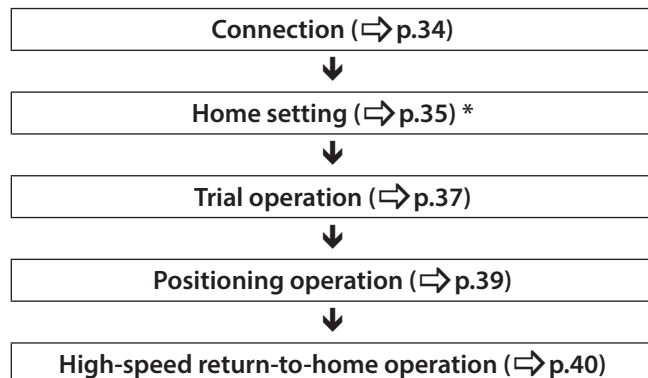 Connection (⇨ p.34)
Home setting (⇨ p.35) *
Trial operation (⇨ p.37)
Positioning operation (⇨ p.39)
High-speed return-to-home operation (⇨ p.40)